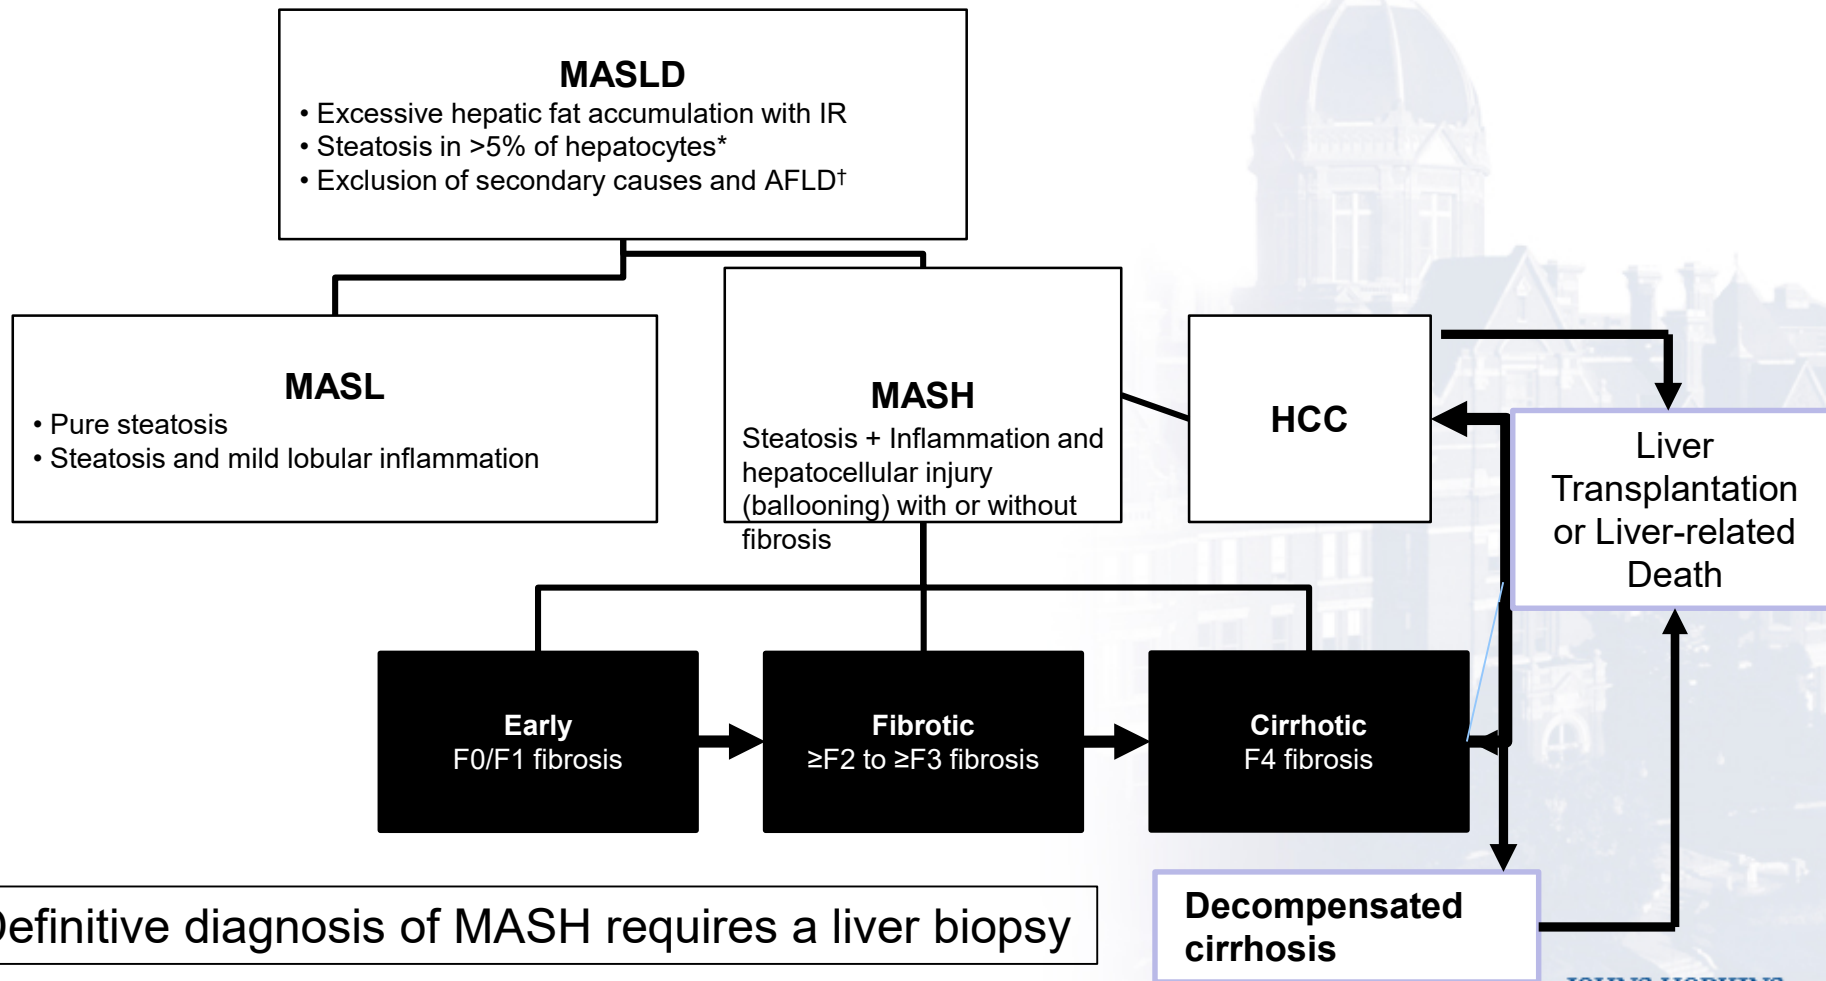 MASLD
• Excessive hepatic fat accumulation with IR
• Steatosis in >5% of hepatocytes*
• Exclusion of secondary causes and AFLD†
MASL
• Pure steatosis
• Steatosis and mild lobular inflammation
MASH
Steatosis + Inflammation and
hepatocellular injury
(ballooning) with or without
fibrosis
HCC
Liver
Transplantation
or Liver-related
Death
Early
F0/F1 fibrosis
Fibrotic
≥F2 to ≥F3 fibrosis
Cirrhotic
F4 fibrosis
Definitive diagnosis of MASH requires a liver biopsy
Decompensated
cirrhosis
JOHNS HOPKINS